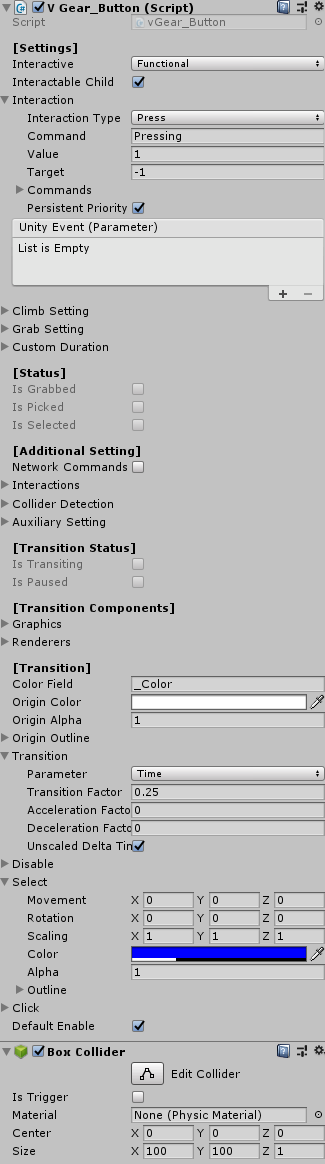 V Gear_Button (Script)
Script vGear_Button
[Settings]
Interactive Functional
Interactable Child
Interaction
Interaction Type Press
Command Pressing
Value 1
Target -1
Commands
Persistent Priority
Unity Event (Parameter)
List is Empty
+ −
Climb Setting
Grab Setting
Custom Duration
[Status]
Is Grabbed
Is Picked
Is Selected
[Additional Setting]
Network Commands
Interactions
Collider Detection
Auxiliary Setting
[Transition Status]
Is Transiting
Is Paused
[Transition Components]
Graphics
Renderers
[Transition]
Color Field _Color
Origin Color
Origin Alpha 1
Origin Outline
Transition
Parameter Time
Transition Factor 0.25
Acceleration Facto 0
Deceleration Facto 0
Unscaled Delta Tim
Disable
Select
Movement X 0 Y 0 Z 0
Rotation X 0 Y 0 Z 0
Scaling X 1 Y 1 Z 1
Color
Alpha 1
Outline
Click
Default Enable
Box Collider
Edit Collider
Is Trigger
Material None (Physic Material)
Center X 0 Y 0 Z 0
Size X 100 Y 100 Z 1